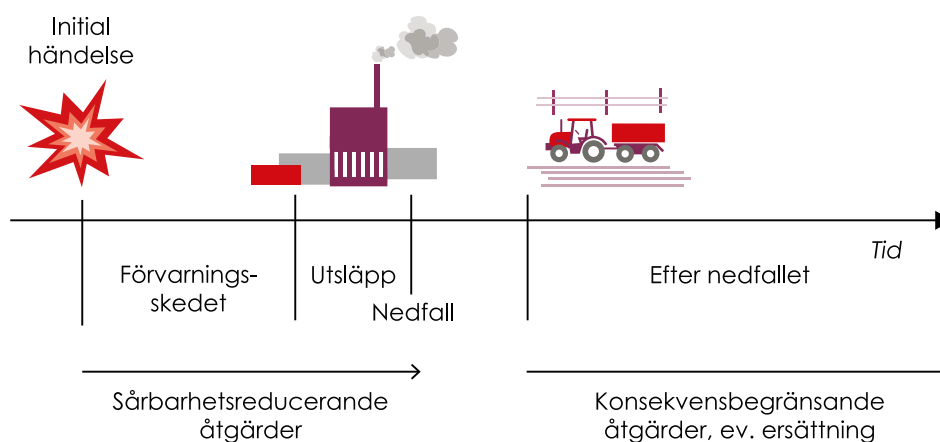 Initial
händelse
Tid
Förvarnings-
skedet
Utsläpp
Nedfall
Efter nedfallet
Sårbarhetsreducerande
åtgärder
Konsekvensbegränsande
åtgärder, ev. ersättning